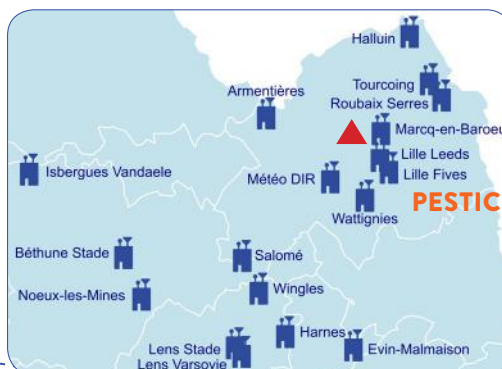 Halluin
Tourcoing
Armentières
Roubaix Serres
Marcq-en-Baroeu
Lille Leeds
Isbergues Vandaele
Météo DIR
Lille Fives
PESTIC
Wattignies
Béthune Stade
Salomé
Noeux-les-Mines
Wingles
Harnes
Lens Stade
Evin-Malmaison
Lens Varsovie